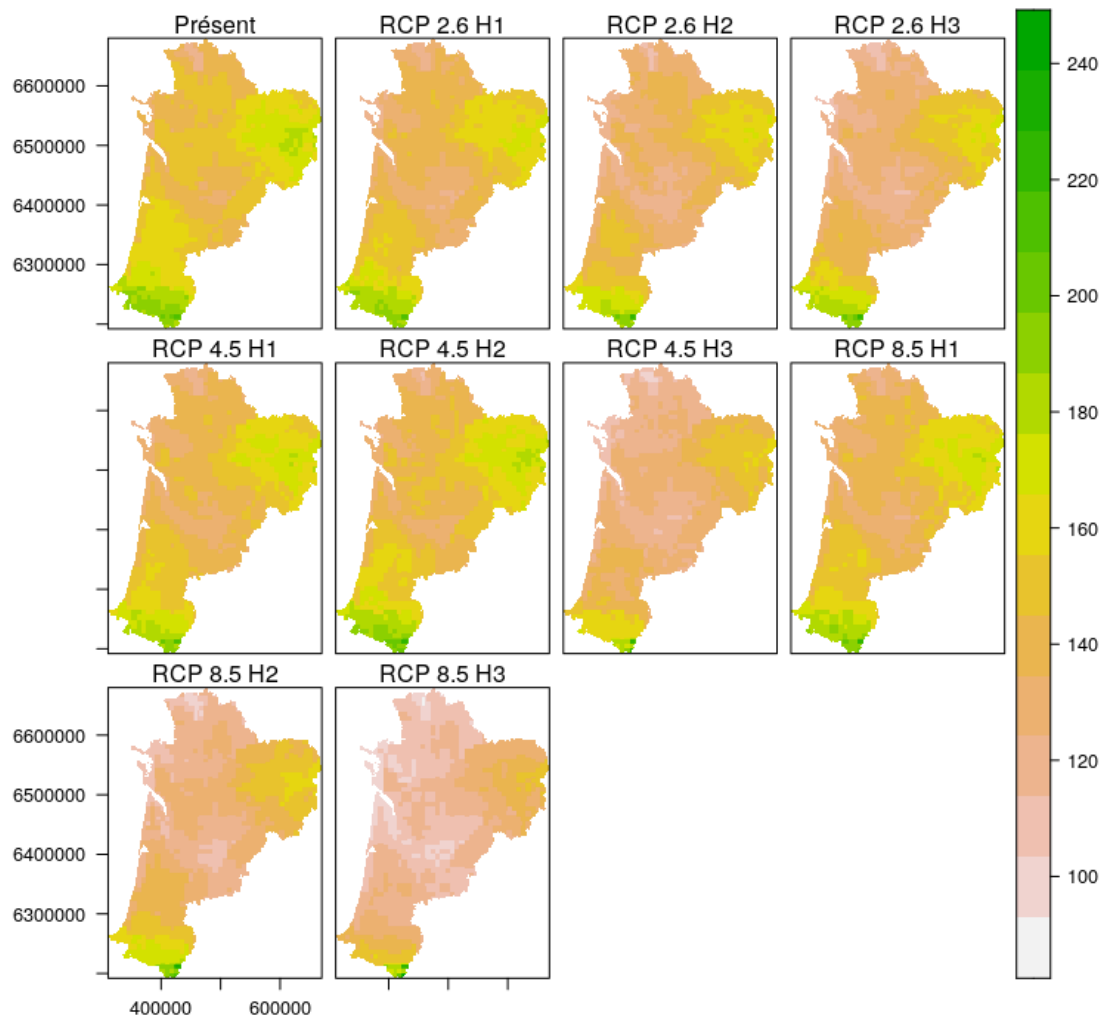 Présent
RCP 2.6 H1
RCP 2.6 H2
RCP 2.6 H3
6600000
6500000
6400000
6300000
RCP 4.5 H1
RCP 4.5 H2
RCP 4.5 H3
RCP 8.5 H1
RCP 8.5 H2
RCP 8.5 H3
6600000
6500000
6400000
6300000
400000
600000
240
220
200
180
160
140
120
100